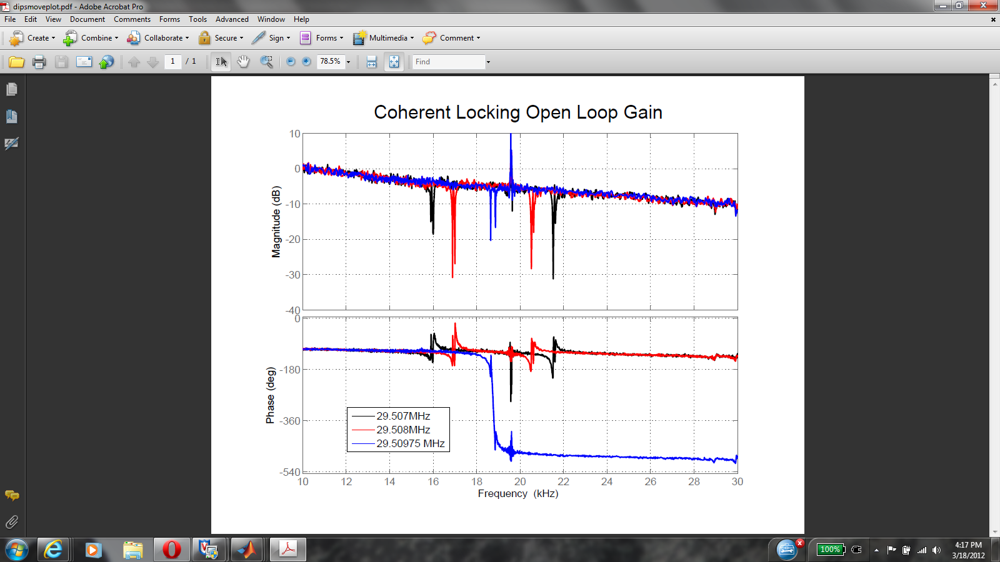 dipsmoveplot.pdf - Adobe Acrobat Pro
File Edit View Document Comments Forms Tools Advanced Window Help
Create Combine Collaborate Secure Sign Forms Multimedia Comment
1 / 1 78.5% Find
Coherent Locking Open Loop Gain
10
0
-10
-20
-30
-40
Magnitude (dB)
0
-180
-360
-540
Phase (deg)
29.507MHz
29.508MHz
29.50975 MHz
10 12 14 16 18 20 22 24 26 28 30
Frequency (kHz)
100%
4:17 PM
3/18/2012